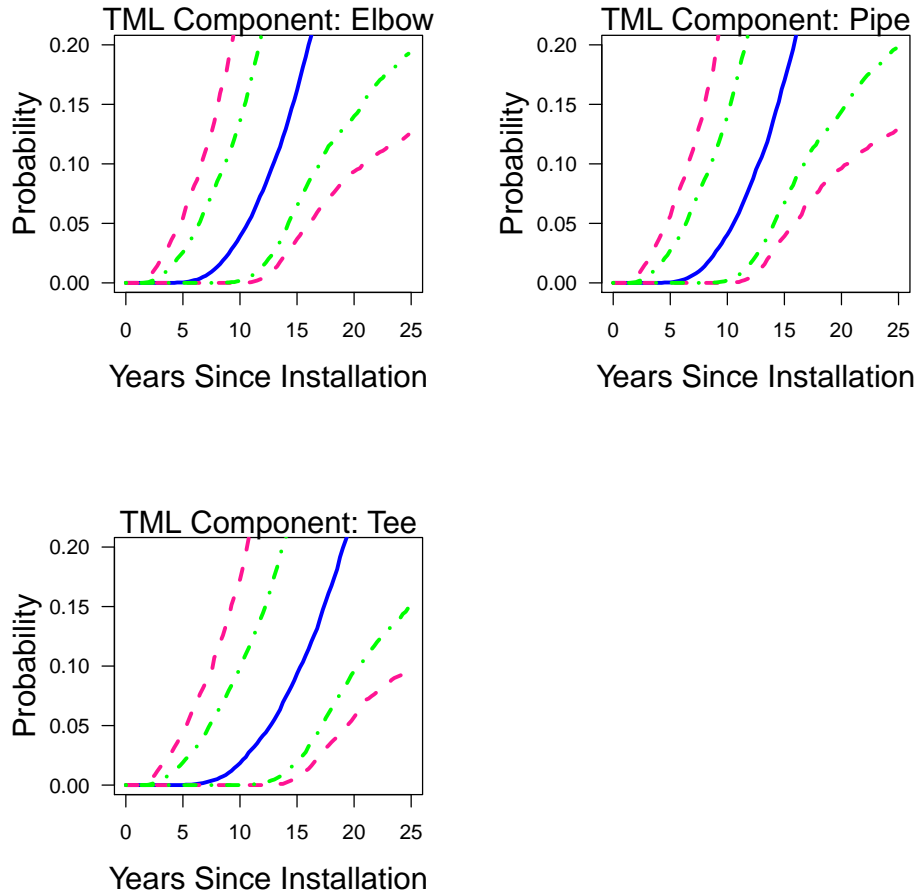 TML Component: Elbow
Probability
0.20
0.15
0.10
0.05
0.00
0 5 10 15 20 25
Years Since Installation
TML Component: Pipe
Probability
0.20
0.15
0.10
0.05
0.00
0 5 10 15 20 25
Years Since Installation
TML Component: Tee
Probability
0.20
0.15
0.10
0.05
0.00
0 5 10 15 20 25
Years Since Installation